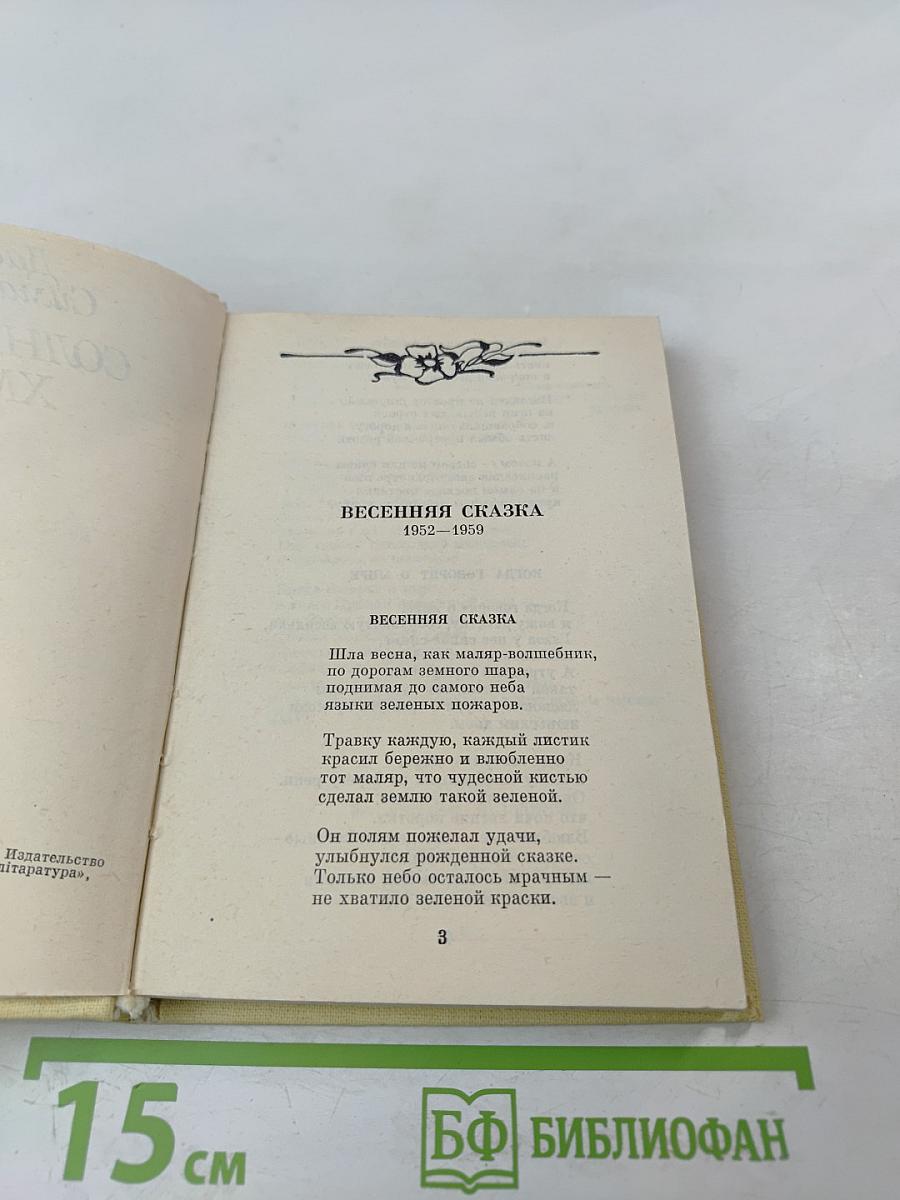 Издательство
літаратура»,
ВЕСЕННЯЯ СКАЗКА
1952—1959
ВЕСЕННЯЯ СКАЗКА
Шла весна, как маляр-волшебник,
по дорогам земного шара,
поднимая до самого неба
языки зеленых пожаров.
Травку каждую, каждый листик
красил бережно и влюбленно
тот маляр, что чудесной кистью
сделал землю такой зеленой.
Он полям пожелал удачи,
улыбнулся рожденной сказке.
Только небо осталось мрачным —
не хватило зеленой краски.
3
15 см
БФ БИБЛИОФАН